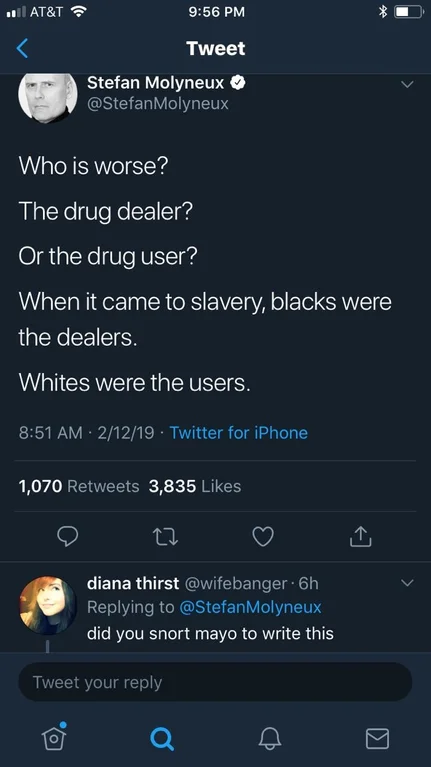 AT&T 9:56 PM
Tweet
Stefan Molyneux
@StefanMolyneux
Who is worse?
The drug dealer?
Or the drug user?
When it came to slavery, blacks were
the dealers.
Whites were the users.
8:51 AM · 2/12/19 · Twitter for iPhone
1,070 Retweets 3,835 Likes
diana thirst @wifebanger · 6h
Replying to @StefanMolyneux
did you snort mayo to write this
Tweet your reply